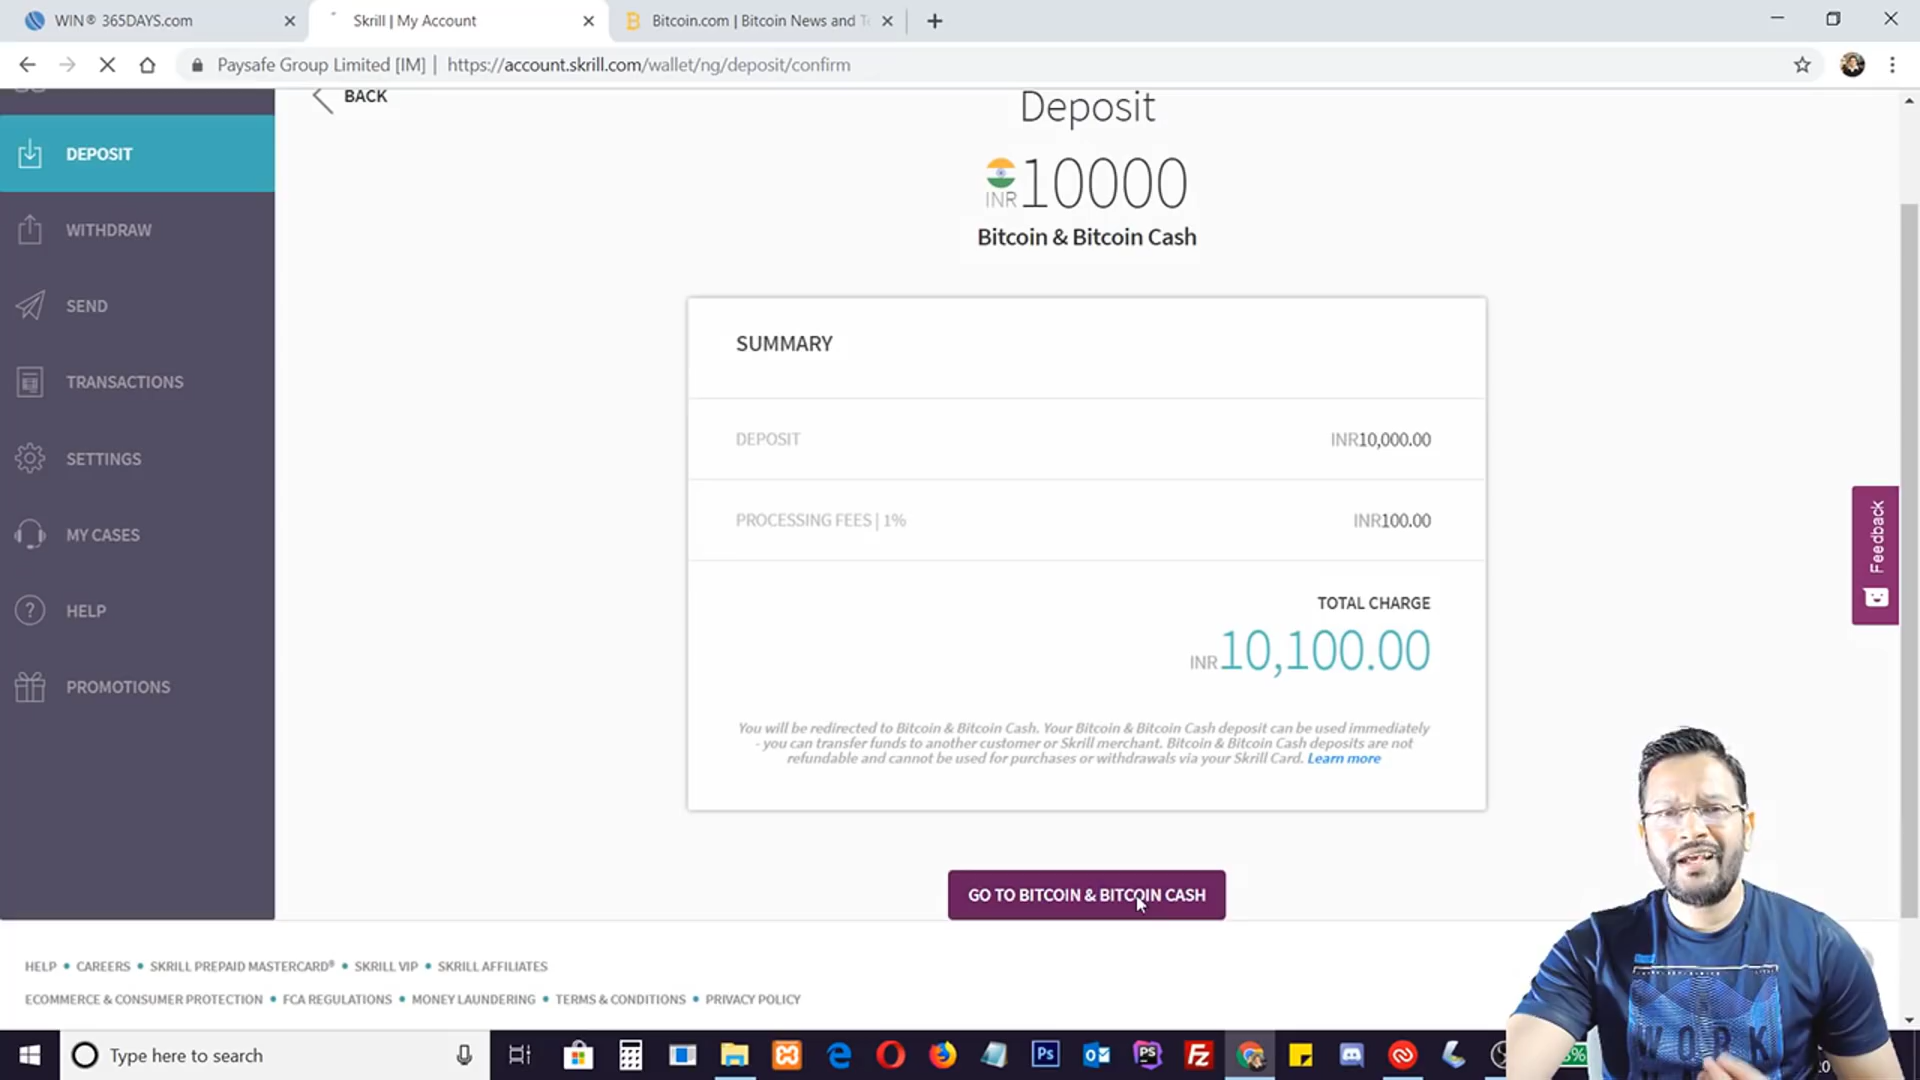 WIN® 365DAYS.com
Skrill | My Account
Bitcoin.com | Bitcoin News and
Paysafe Group Limited [IM] | https://account.skrill.com/wallet/ng/deposit/confirm
BACK
Deposit
INR 10000
Bitcoin & Bitcoin Cash
DEPOSIT
WITHDRAW
SEND
TRANSACTIONS
SETTINGS
MY CASES
HELP
PROMOTIONS
SUMMARY
DEPOSIT INR10,000.00
PROCESSING FEES | 1% INR100.00
TOTAL CHARGE
INR10,100.00
You will be redirected to Bitcoin & Bitcoin Cash. Your Bitcoin & Bitcoin Cash deposit can be used immediately
- you can transfer funds to another customer or Skrill merchant. Bitcoin & Bitcoin Cash deposits are not
refundable and cannot be used for purchases or withdrawals via your Skrill Card. Learn more
GO TO BITCOIN & BITCOIN CASH
Feedback
HELP • CAREERS • SKRILL PREPAID MASTERCARD® • SKRILL VIP • SKRILL AFFILIATES
ECOMMERCE & CONSUMER PROTECTION • FCA REGULATIONS • MONEY LAUNDERING • TERMS & CONDITIONS • PRIVACY POLICY
Type here to search
Ps
PS
FZ
WORK